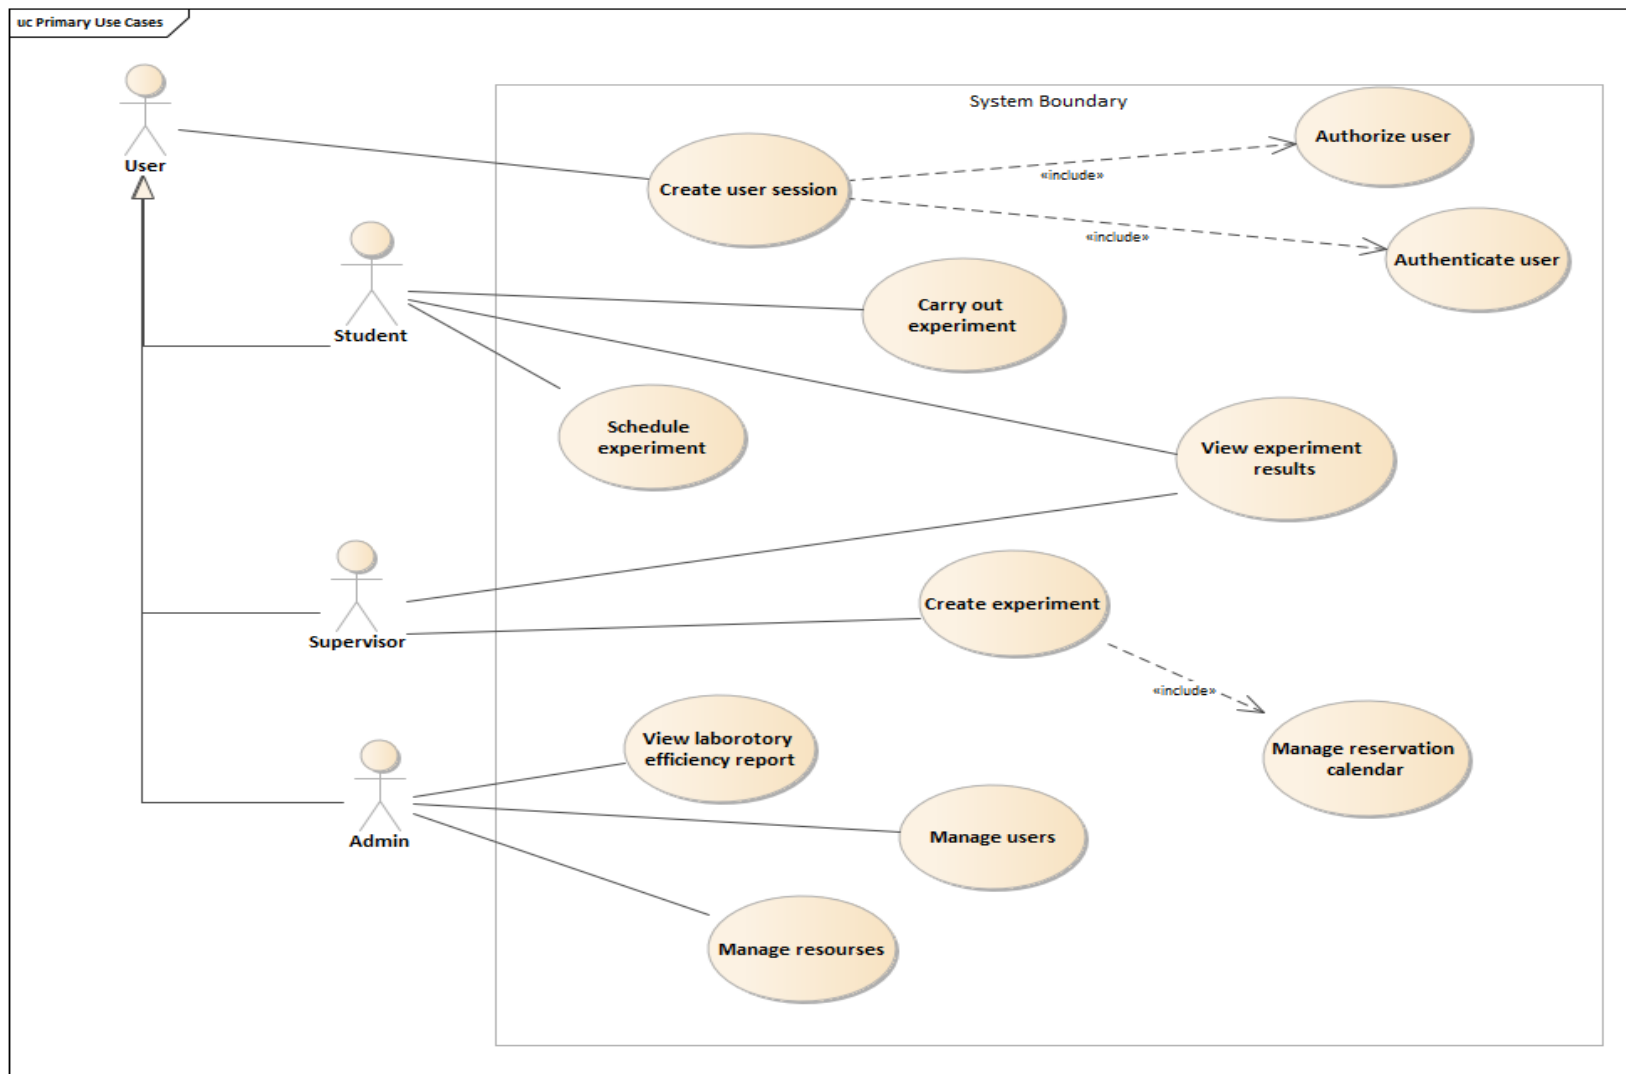 uc Primary Use Cases
System Boundary
User
Create user session
«include»
Authorize user
«include»
Authenticate user
Student
Carry out
experiment
Schedule
experiment
View experiment
results
Supervisor
Create experiment
«include»
Manage reservation
calendar
View laborotory
efficiency report
Admin
Manage users
Manage resourses